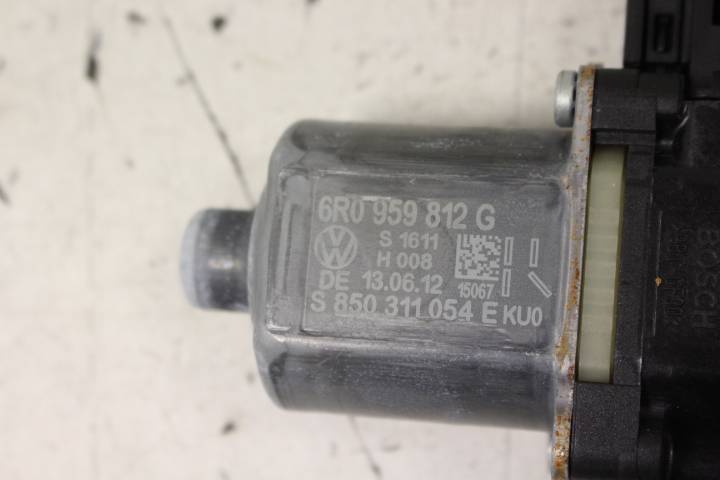 6R0 959 812 G
S 1611
H 008
DE 13.06.12 15067
S 850 311 054 E KU0
BOSCH